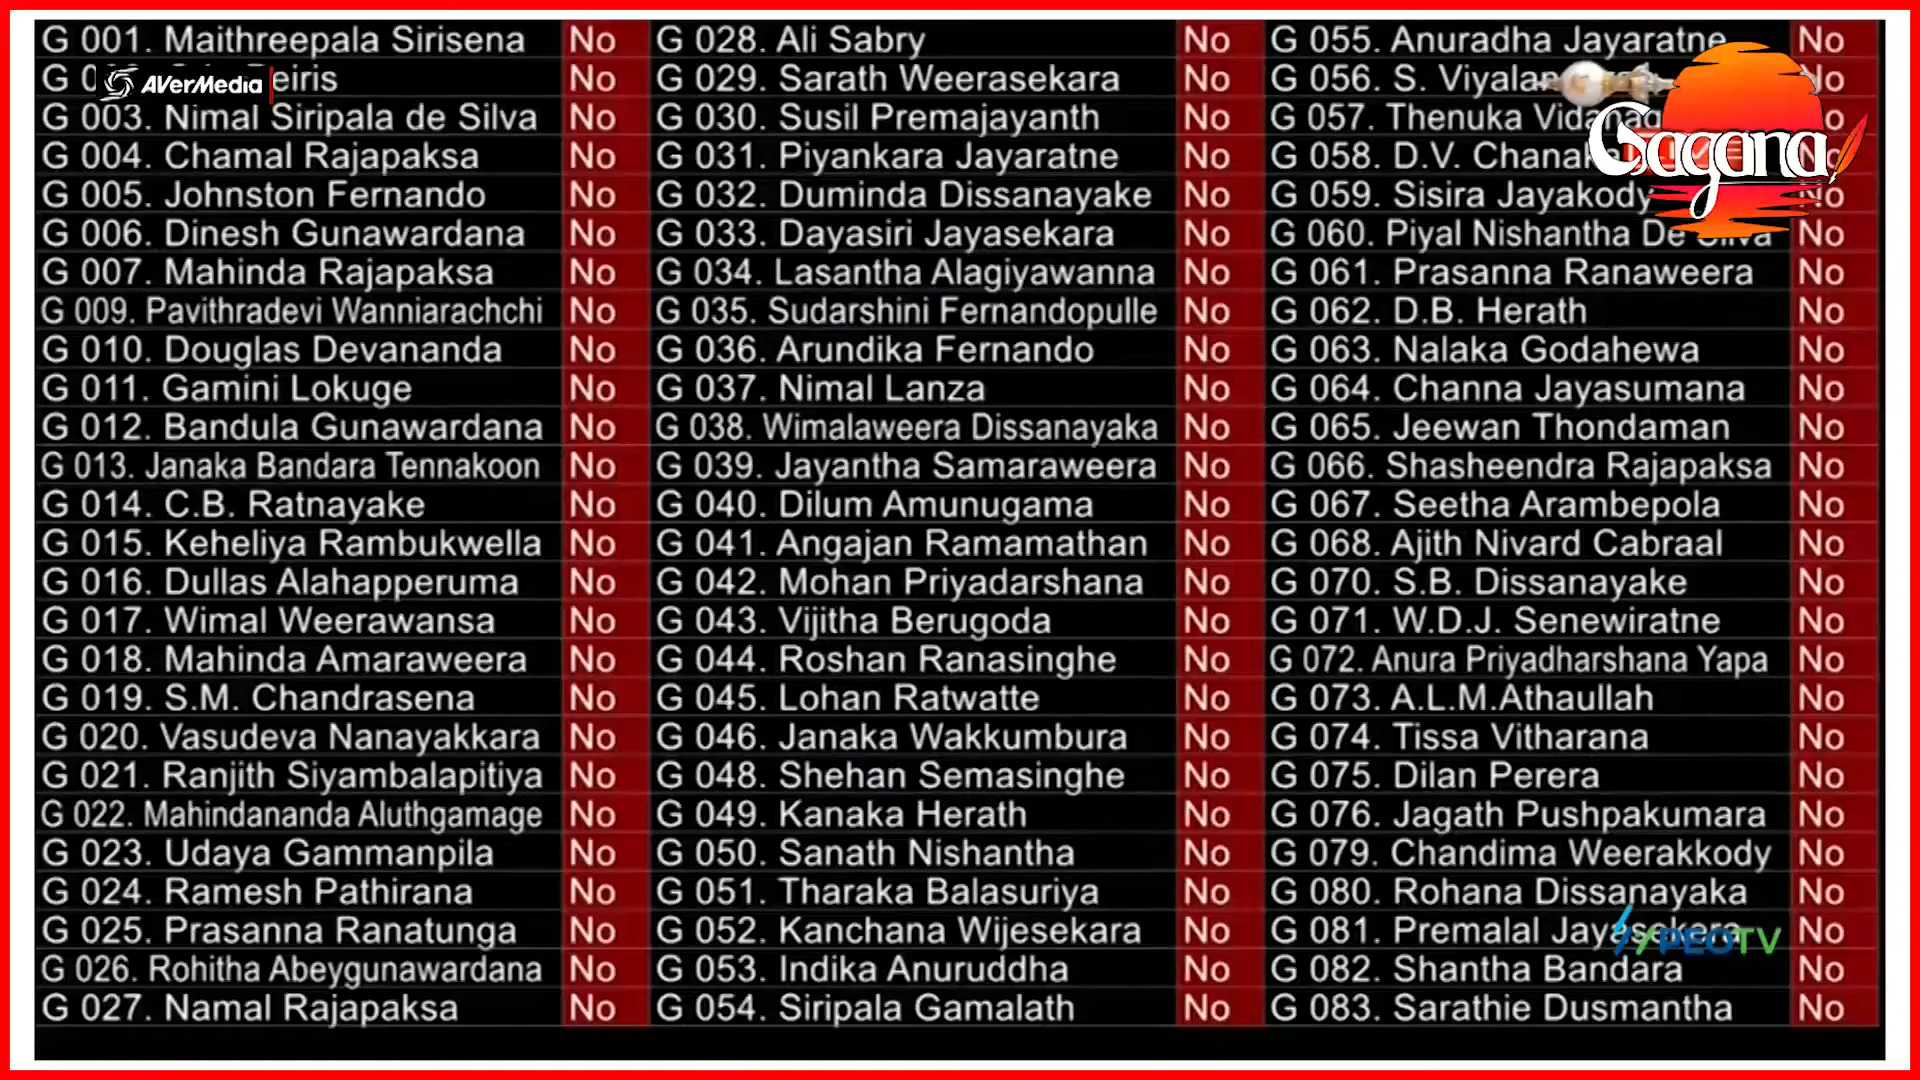 G 001. Maithreepala Sirisena No
eiris No
G 003. Nimal Siripala de Silva No
G 004. Chamal Rajapaksa No
G 005. Johnston Fernando No
G 006. Dinesh Gunawardana No
G 007. Mahinda Rajapaksa No
G 009. Pavithradevi Wanniarachchi No
G 010. Douglas Devananda No
G 011. Gamini Lokuge No
G 012. Bandula Gunawardana No
G 013. Janaka Bandara Tennakoon No
G 014. C.B. Ratnayake No
G 015. Keheliya Rambukwella No
G 016. Dullas Alahapperuma No
G 017. Wimal Weerawansa No
G 018. Mahinda Amaraweera No
G 019. S.M. Chandrasena No
G 020. Vasudeva Nanayakkara No
G 021. Ranjith Siyambalapitiya No
G 022. Mahindananda Aluthgamage No
G 023. Udaya Gammanpila No
G 024. Ramesh Pathirana No
G 025. Prasanna Ranatunga No
G 026. Rohitha Abeygunawardana No
G 027. Namal Rajapaksa No
G 028. Ali Sabry No
G 029. Sarath Weerasekara No
G 030. Susil Premajayanth No
G 031. Piyankara Jayaratne No
G 032. Duminda Dissanayake No
G 033. Dayasiri Jayasekara No
G 034. Lasantha Alagiyawanna No
G 035. Sudarshini Fernandopulle No
G 036. Arundika Fernando No
G 037. Nimal Lanza No
G 038. Wimalaweera Dissanayaka No
G 039. Jayantha Samaraweera No
G 040. Dilum Amunugama No
G 041. Angajan Ramamathan No
G 042. Mohan Priyadarshana No
G 043. Vijitha Berugoda No
G 044. Roshan Ranasinghe No
G 045. Lohan Ratwatte No
G 046. Janaka Wakkumbura No
G 048. Shehan Semasinghe No
G 049. Kanaka Herath No
G 050. Sanath Nishantha No
G 051. Tharaka Balasuriya No
G 052. Kanchana Wijesekara No
G 053. Indika Anuruddha No
G 054. Siripala Gamalath No
G 055. Anuradha Jayaratne No
G 056. S. No
G 057. Thenuka
G 058. D.V. No
G 059. Sisira Jayakody No
G 060. Piyal Nishantha De Silva No
G 061. Prasanna Ranaweera No
G 062. D.B. Herath No
G 063. Nalaka Godahewa No
G 064. Channa Jayasumana No
G 065. Jeewan Thondaman No
G 066. Shasheendra Rajapaksa No
G 067. Seetha Arambepola No
G 068. Ajith Nivard Cabraal No
G 070. S.B. Dissanayake No
G 071. W.D.J. Senewiratne No
G 072. Anura Priyadharshana Yapa No
G 073. A.L.M.Athaullah No
G 074. Tissa Vitharana No
G 075. Dilan Perera No
G 076. Jagath Pushpakumara No
G 079. Chandima Weerakkody No
G 080. Rohana Dissanayaka No
G 081. Premalal Jayasekera No
G 082. Shantha Bandara No
G 083. Sarathie Dusmantha No
AVerMedia
Gagana
PEOTV